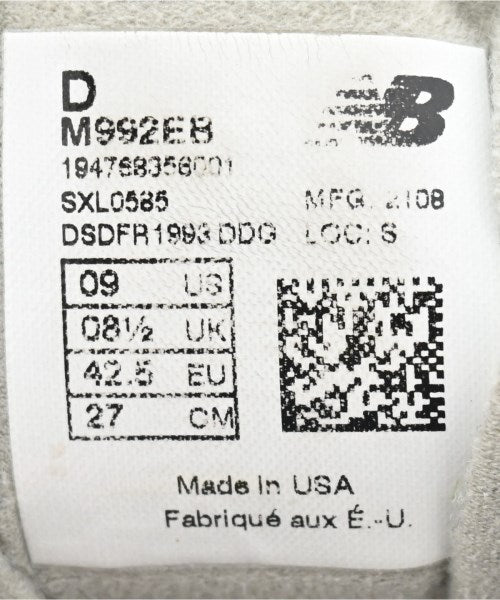 D
M992EB
194768356001
SXL0585 MFG: 2108
DSDFR1993 DDG LOC: S
09 US
08½ UK
42.5 EU
27 CM
Made in USA
Fabriqué aux É.-U.